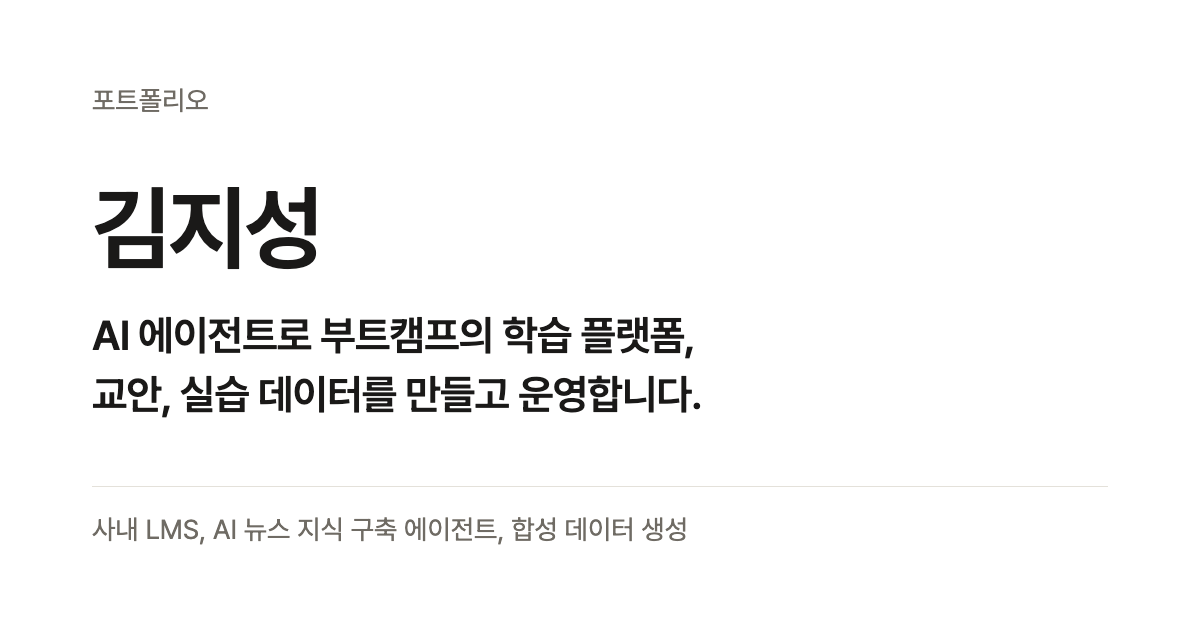 포트폴리오
김지성
AI 에이전트로 부트캠프의 학습 플랫폼,
교안, 실습 데이터를 만들고 운영합니다.
사내 LMS, AI 뉴스 지식 구축 에이전트, 합성 데이터 생성